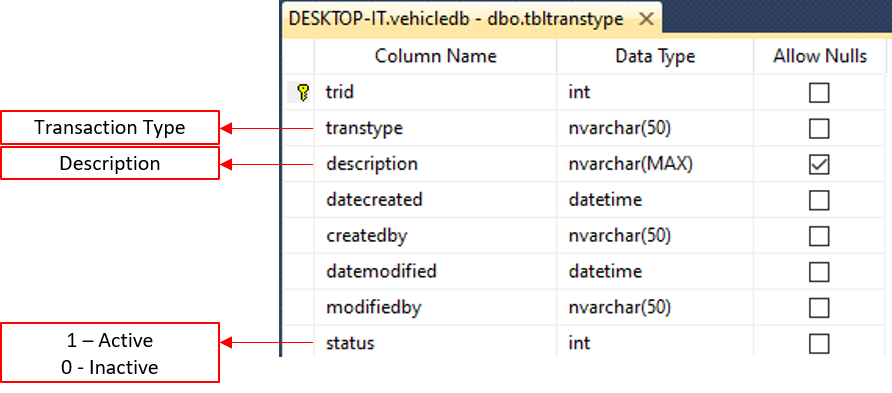 DESKTOP-IT.vehicledb - dbo.tbltranstype
Column Name Data Type Allow Nulls
trid int
Transaction Type transtype nvarchar(50)
Description description nvarchar(MAX)
datecreated datetime
createdby nvarchar(50)
datemodified datetime
modifiedby nvarchar(50)
1 – Active
0 - Inactive
status int